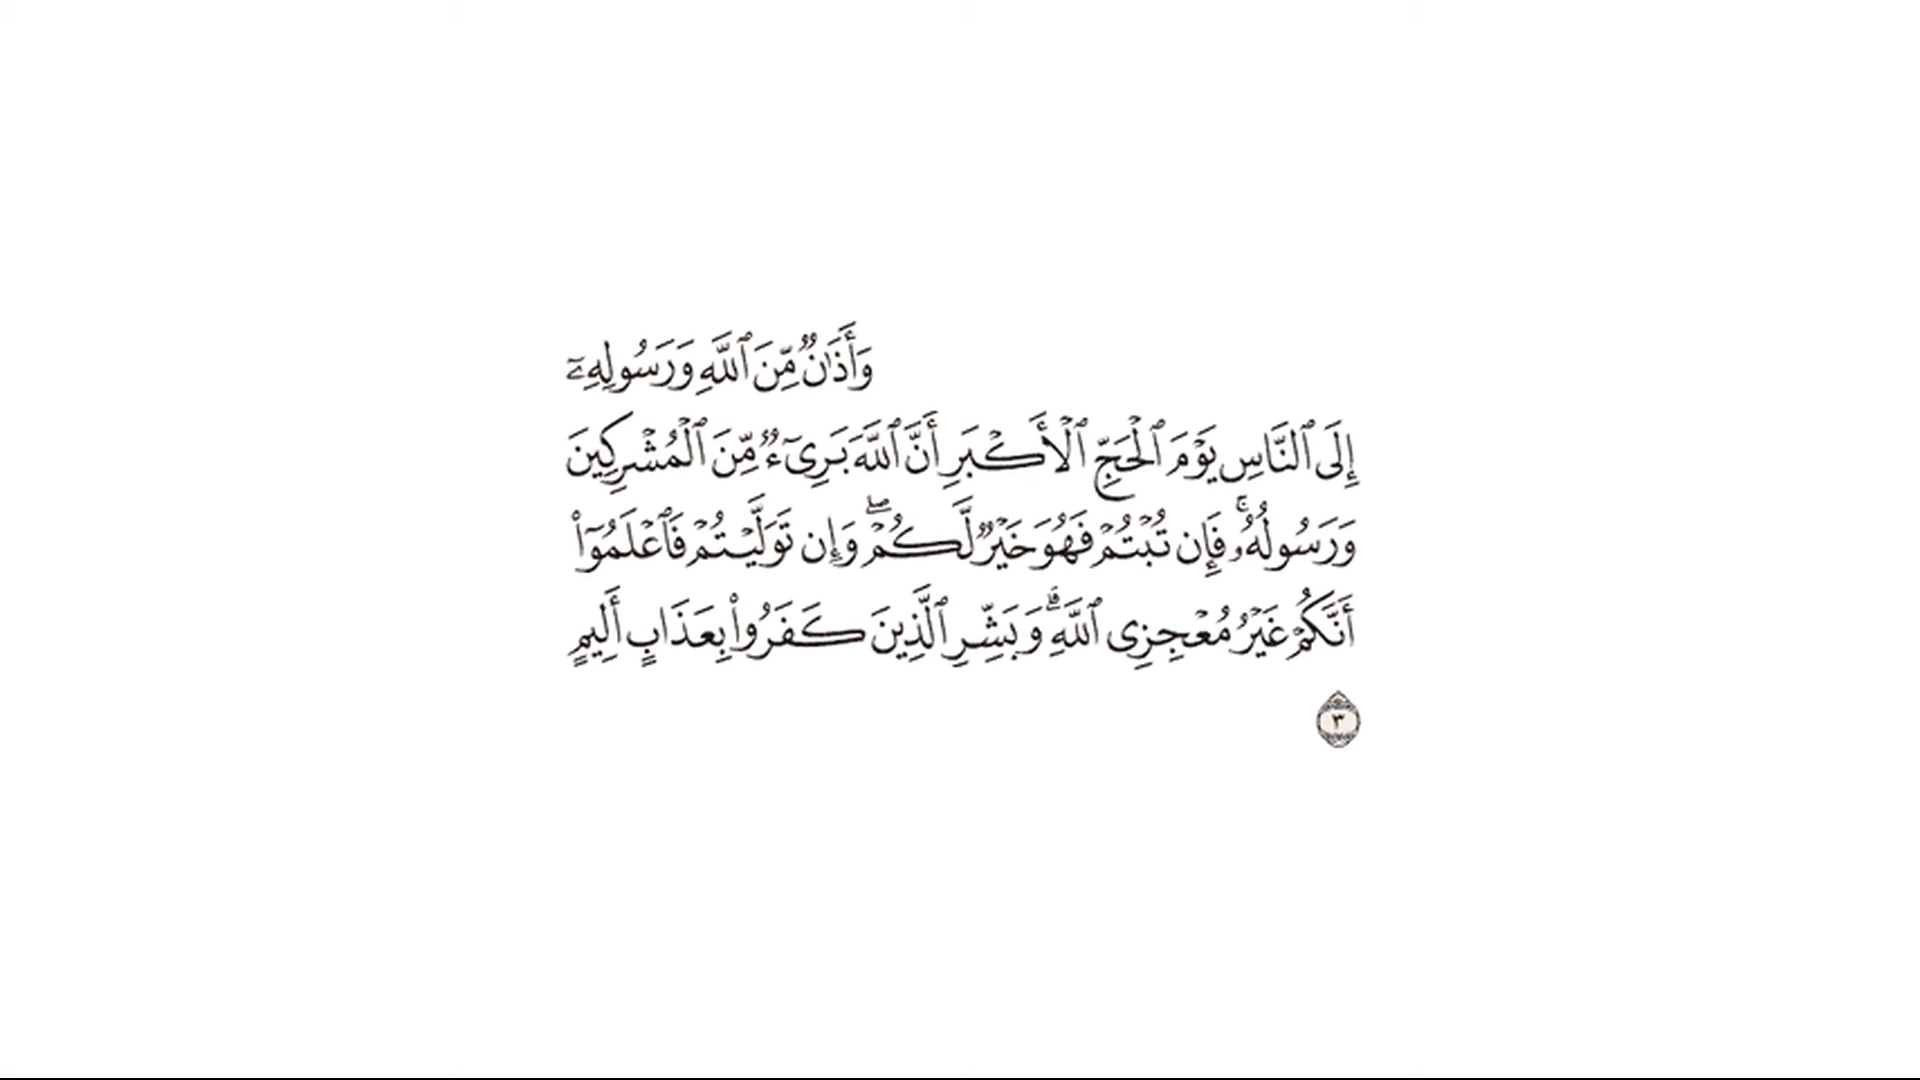 وَأَذَٰنٌ مِّنَ ٱللَّهِ وَرَسُولِهِۦٓ
إِلَى ٱلنَّاسِ يَوْمَ ٱلْحَجِّ ٱلْأَكْبَرِ أَنَّ ٱللَّهَ بَرِىٓءٌ مِّنَ ٱلْمُشْرِكِينَ
وَرَسُولُهُۥ ۚ فَإِن تُبْتُمْ فَهُوَ خَيْرٌ لَّكُمْ ۖ وَإِن تَوَلَّيْتُمْ فَٱعْلَمُوٓا۟
أَنَّكُمْ غَيْرُ مُعْجِزِى ٱللَّهِ ۗ وَبَشِّرِ ٱلَّذِينَ كَفَرُوا۟ بِعَذَابٍ أَلِيمٍ
٣